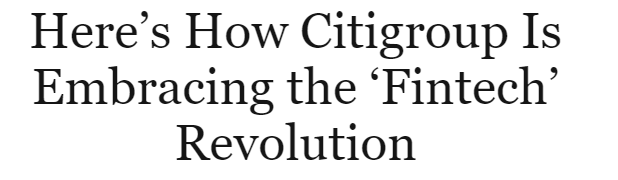 Here’s How Citigroup Is
Embracing the ‘Fintech’
Revolution